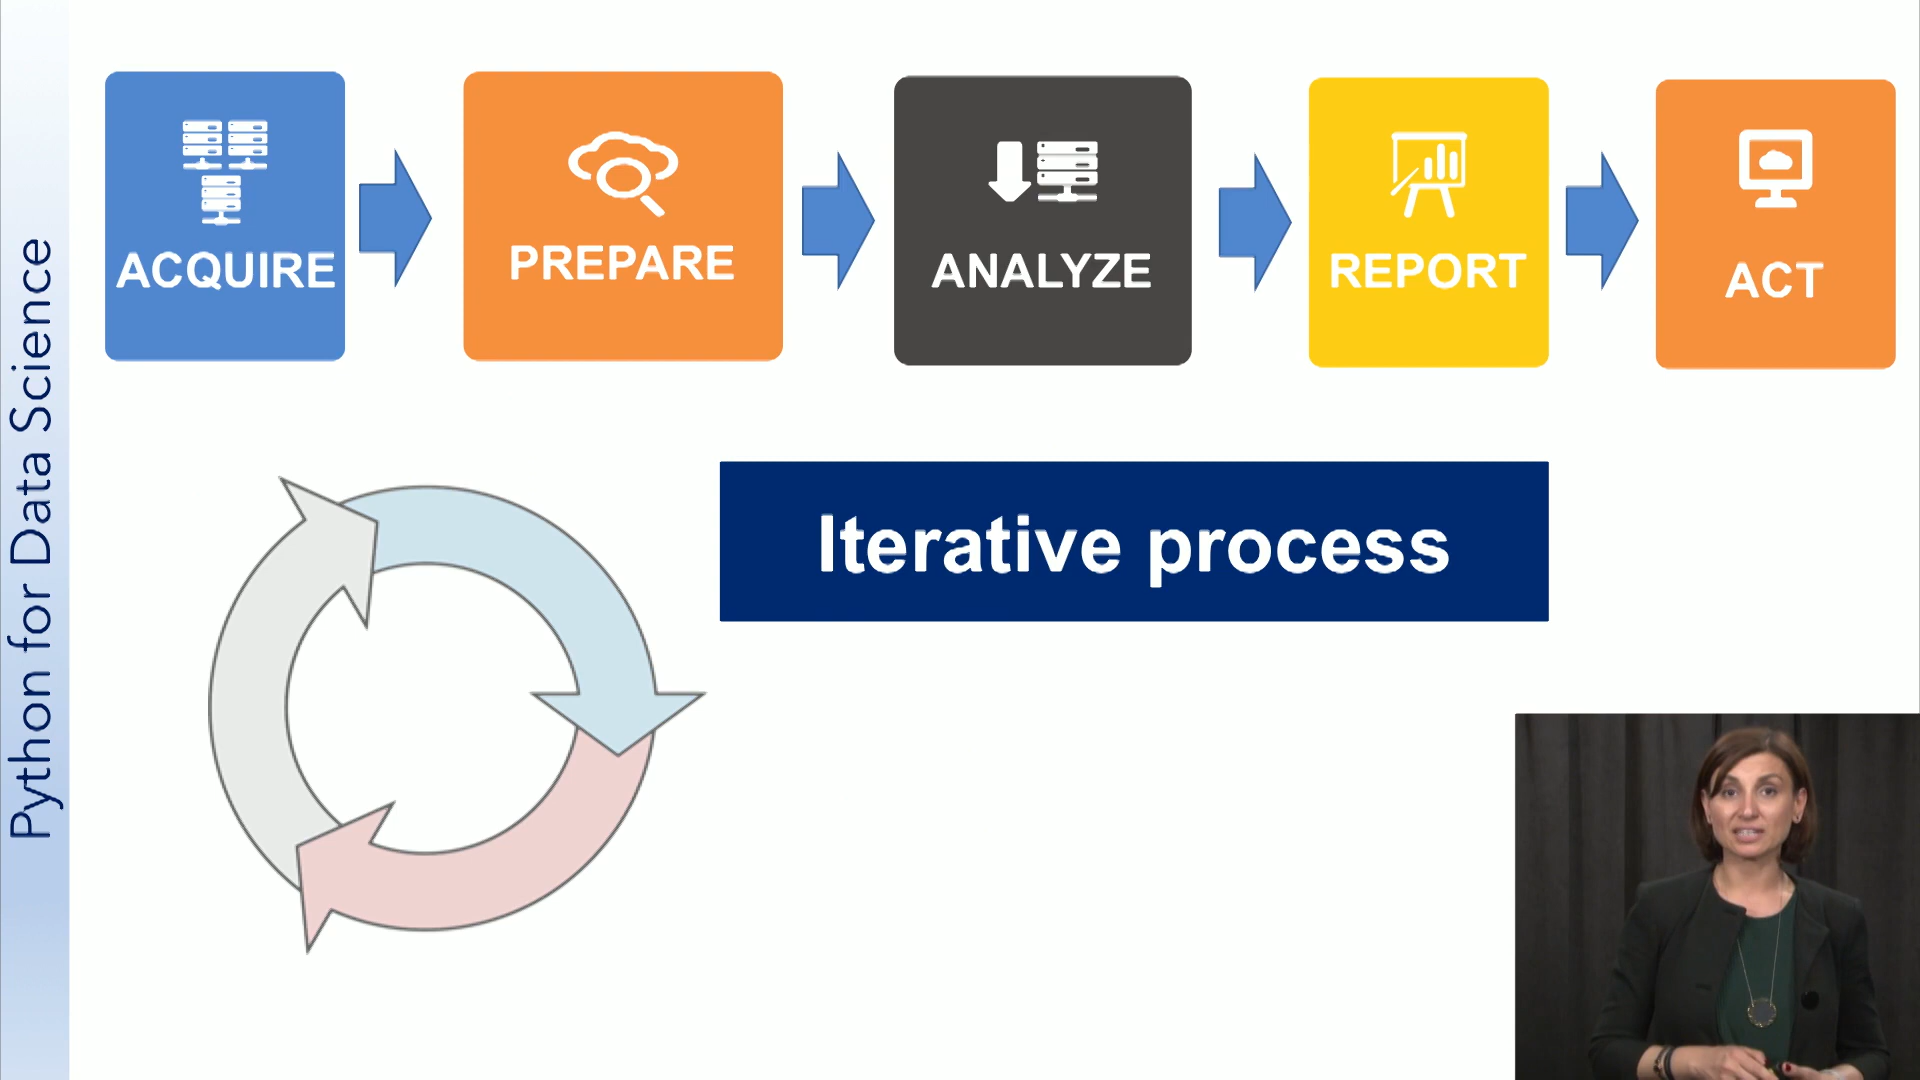 Python for Data Science
ACQUIRE
PREPARE
ANALYZE
REPORT
ACT
Iterative process